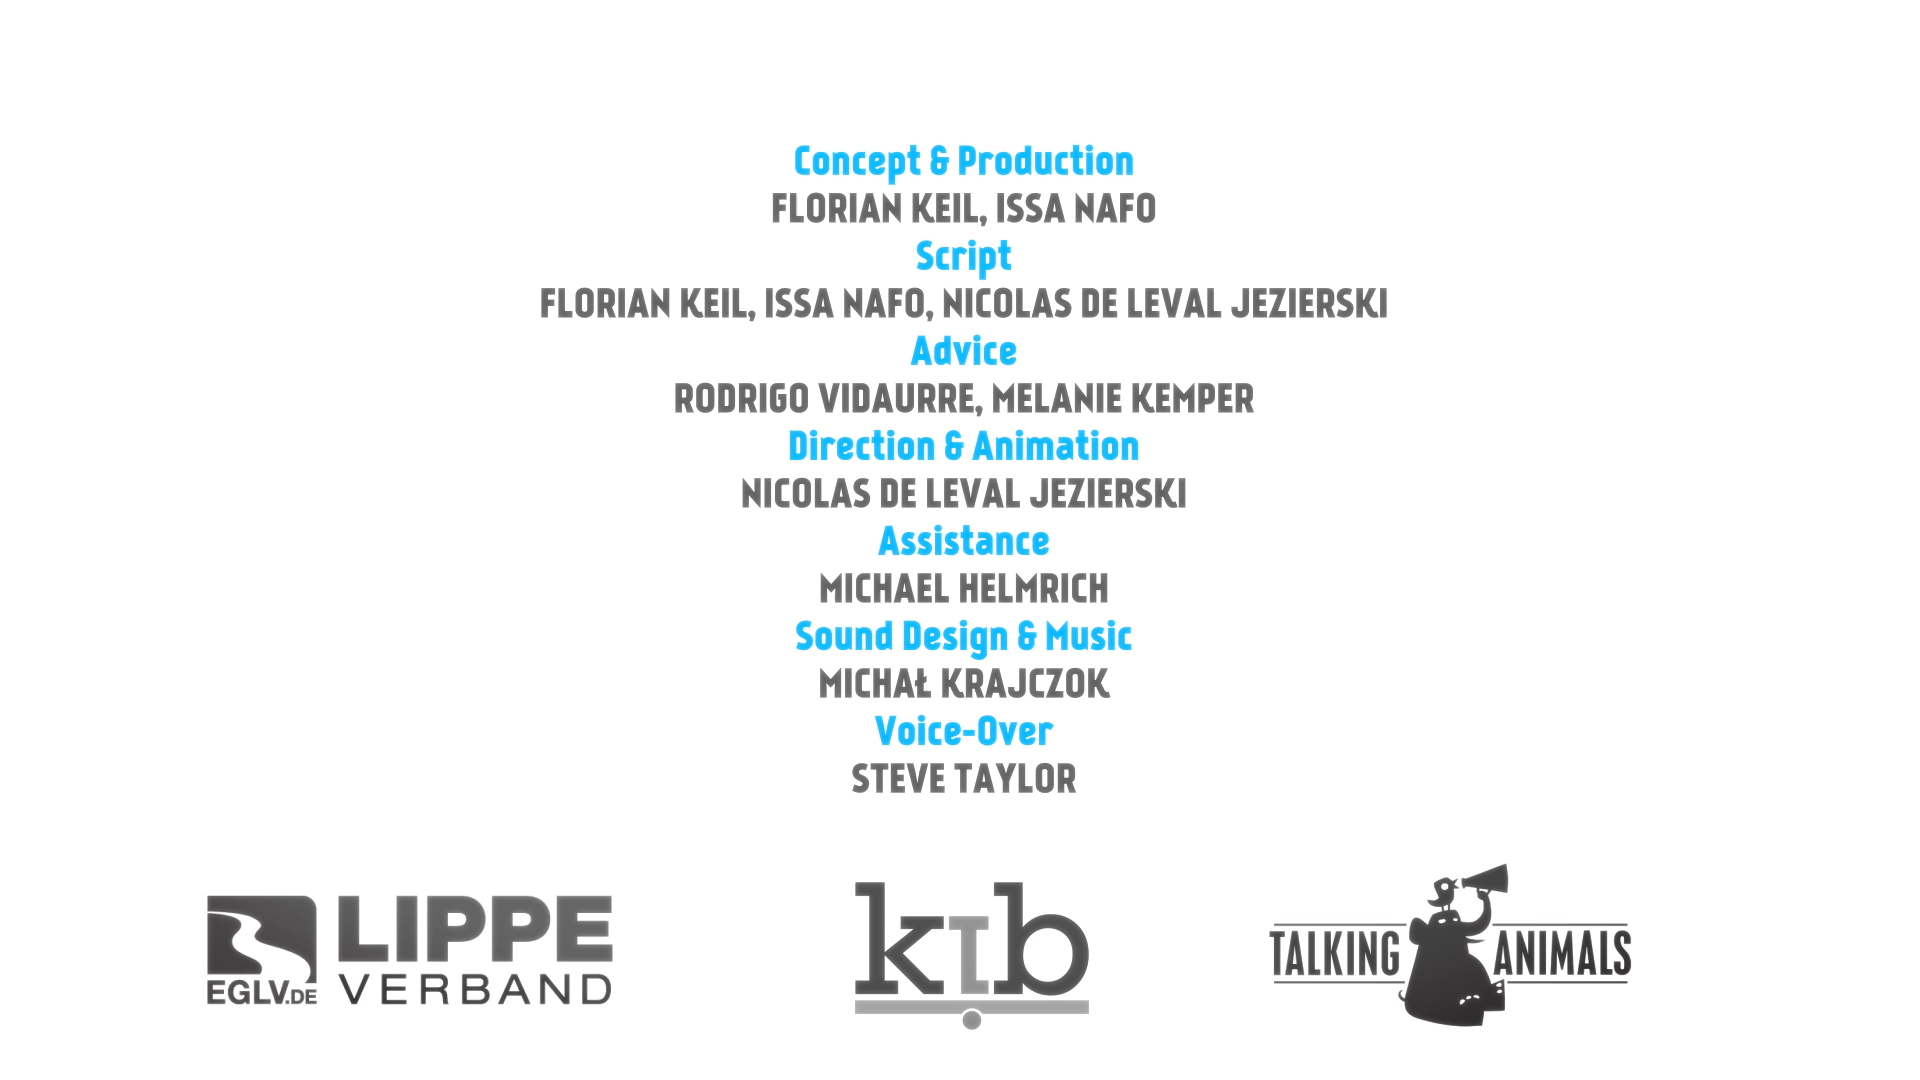 Concept & Production
FLORIAN KEIL, ISSA NAFO
Script
FLORIAN KEIL, ISSA NAFO, NICOLAS DE LEVAL JEZIERSKI
Advice
RODRIGO VIDAURRE, MELANIE KEMPER
Direction & Animation
NICOLAS DE LEVAL JEZIERSKI
Assistance
MICHAEL HELMRICH
Sound Design & Music
MICHAŁ KRAJCZOK
Voice-Over
STEVE TAYLOR
LIPPE
VERBAND
EGLV.DE
kib
TALKING ANIMALS